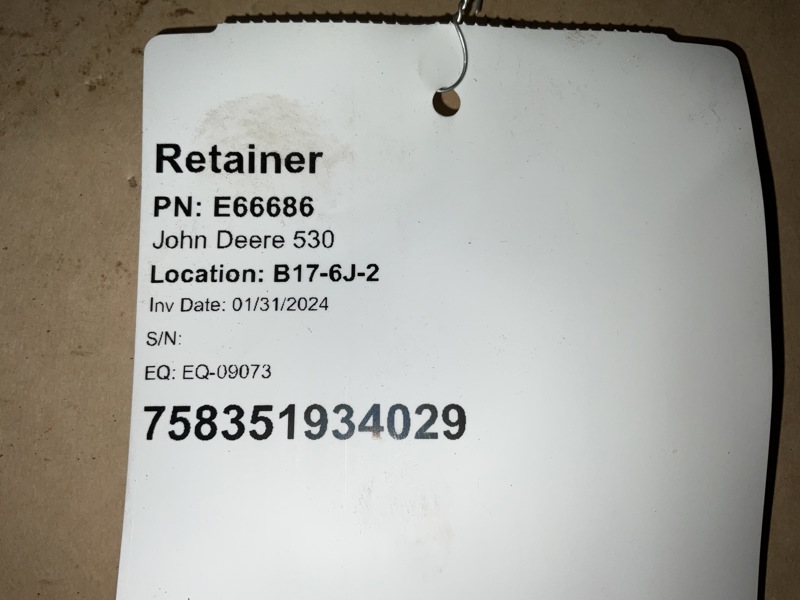 Retainer
PN: E66686
John Deere 530
Location: B17-6J-2
Inv Date: 01/31/2024
S/N:
EQ: EQ-09073
758351934029